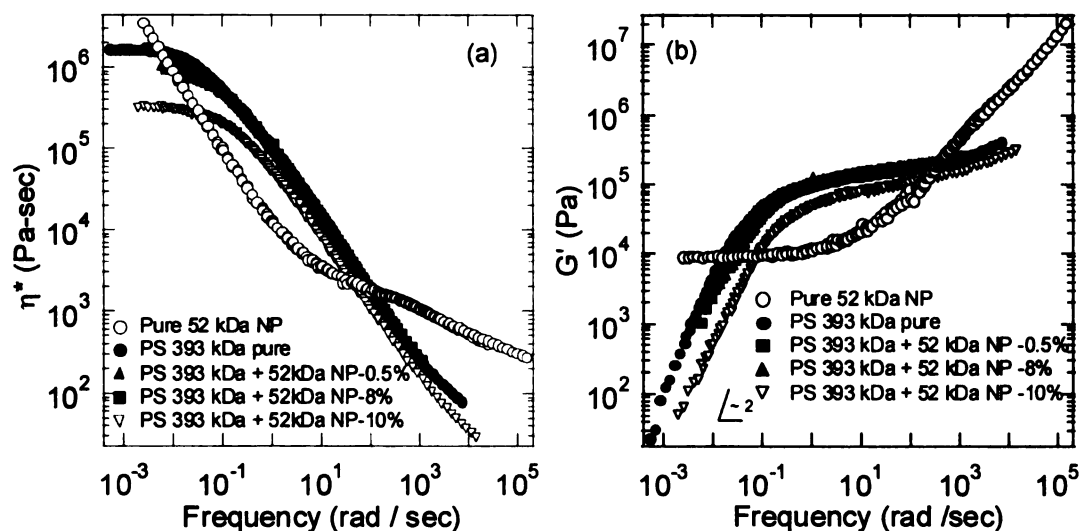 (a)
η* (Pa-sec)
10^6
10^5
10^4
10^3
10^2
○ Pure 52 kDa NP
● PS 393 kDa pure
▲ PS 393 kDa + 52kDa NP-0.5%
■ PS 393 kDa + 52kDa NP-8%
▽ PS 393 kDa + 52kDa NP-10%
10^-3 10^-1 10^1 10^3 10^5
Frequency (rad / sec)
(b)
G' (Pa)
10^7
10^6
10^5
10^4
10^3
10^2
○ Pure 52 kDa NP
● PS 393 kDa pure
■ PS 393 kDa + 52 kDa NP -0.5%
▲ PS 393 kDa + 52 kDa NP -8%
▽ PS 393 kDa + 52 kDa NP -10%
~ 2
10^-3 10^-1 10^1 10^3 10^5
Frequency (rad /sec)